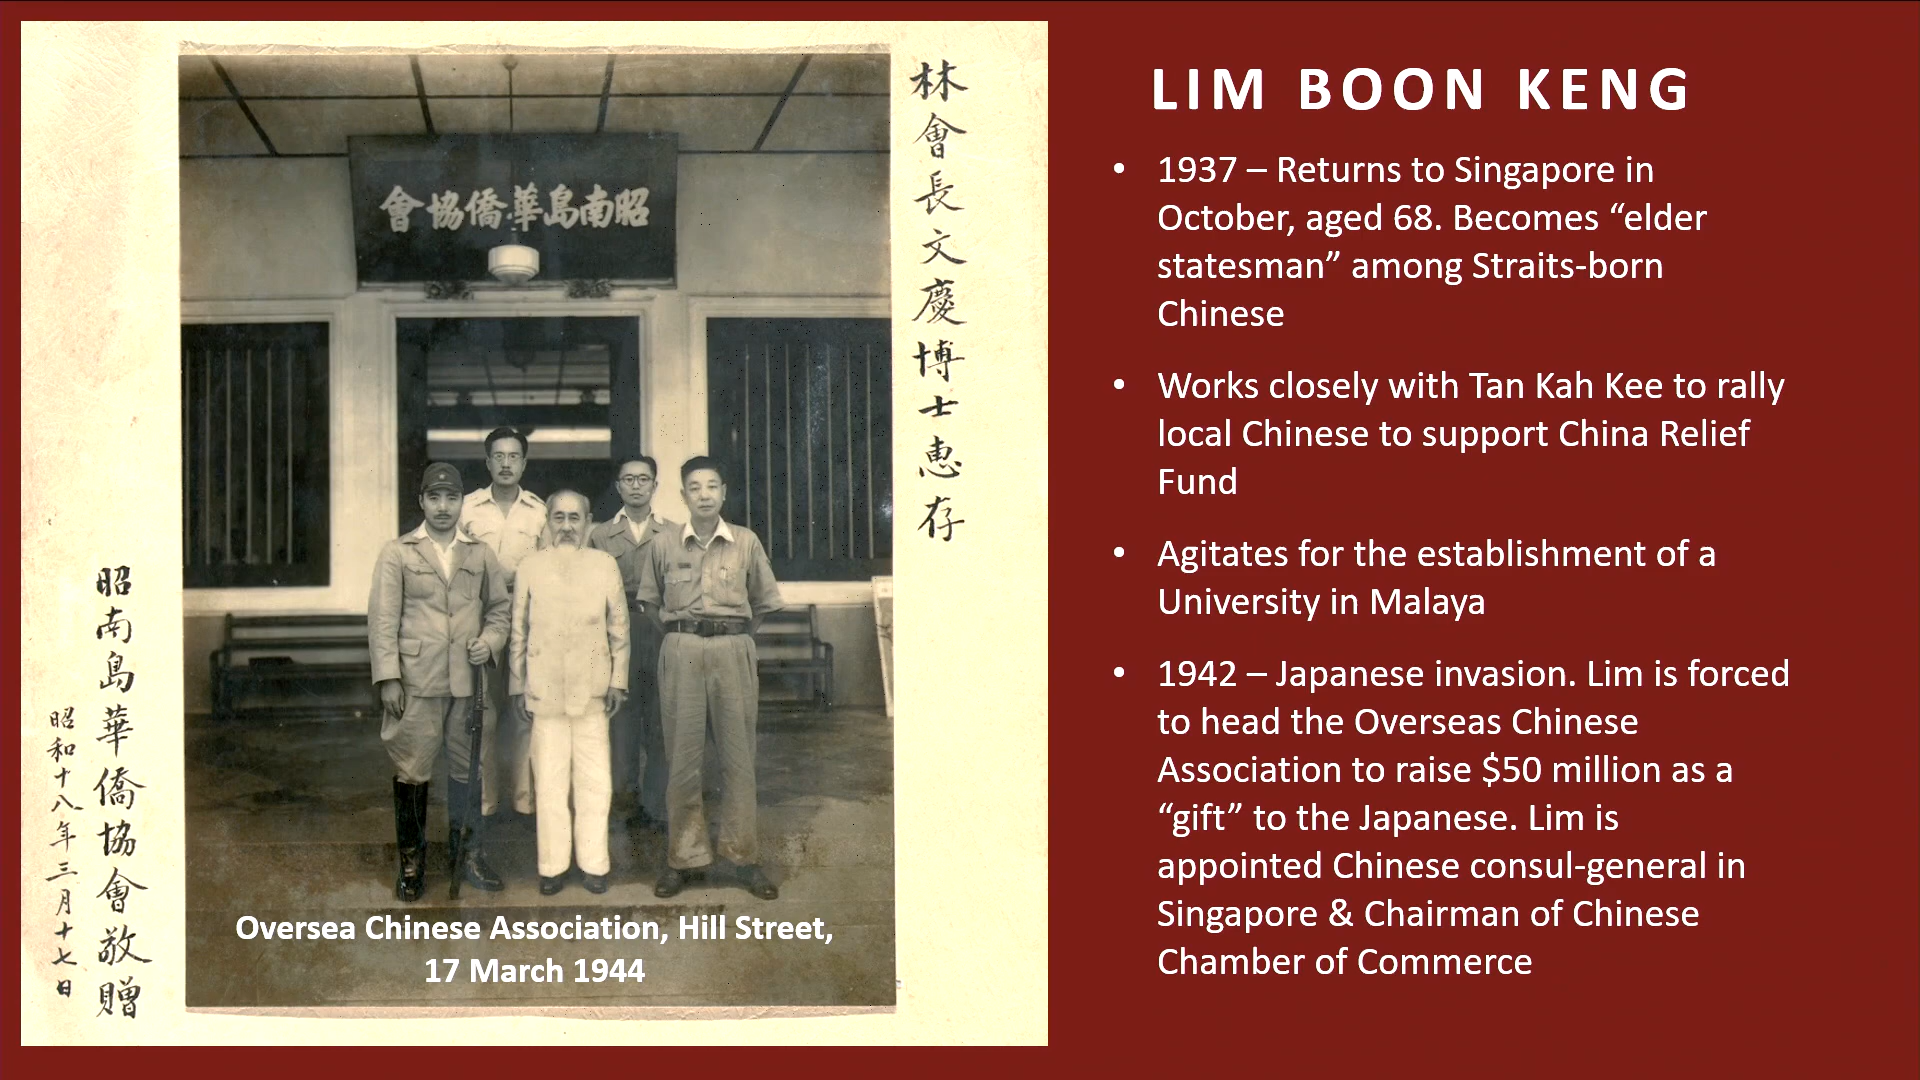 林會長文慶博士惠存
昭南島華僑協會
昭南島華僑協會敬贈
昭和十八年三月十七日
Oversea Chinese Association, Hill Street,
17 March 1944
LIM BOON KENG
• 1937 – Returns to Singapore in
October, aged 68. Becomes “elder
statesman” among Straits-born
Chinese
• Works closely with Tan Kah Kee to rally
local Chinese to support China Relief
Fund
• Agitates for the establishment of a
University in Malaya
• 1942 – Japanese invasion. Lim is forced
to head the Overseas Chinese
Association to raise $50 million as a
“gift” to the Japanese. Lim is
appointed Chinese consul-general in
Singapore & Chairman of Chinese
Chamber of Commerce